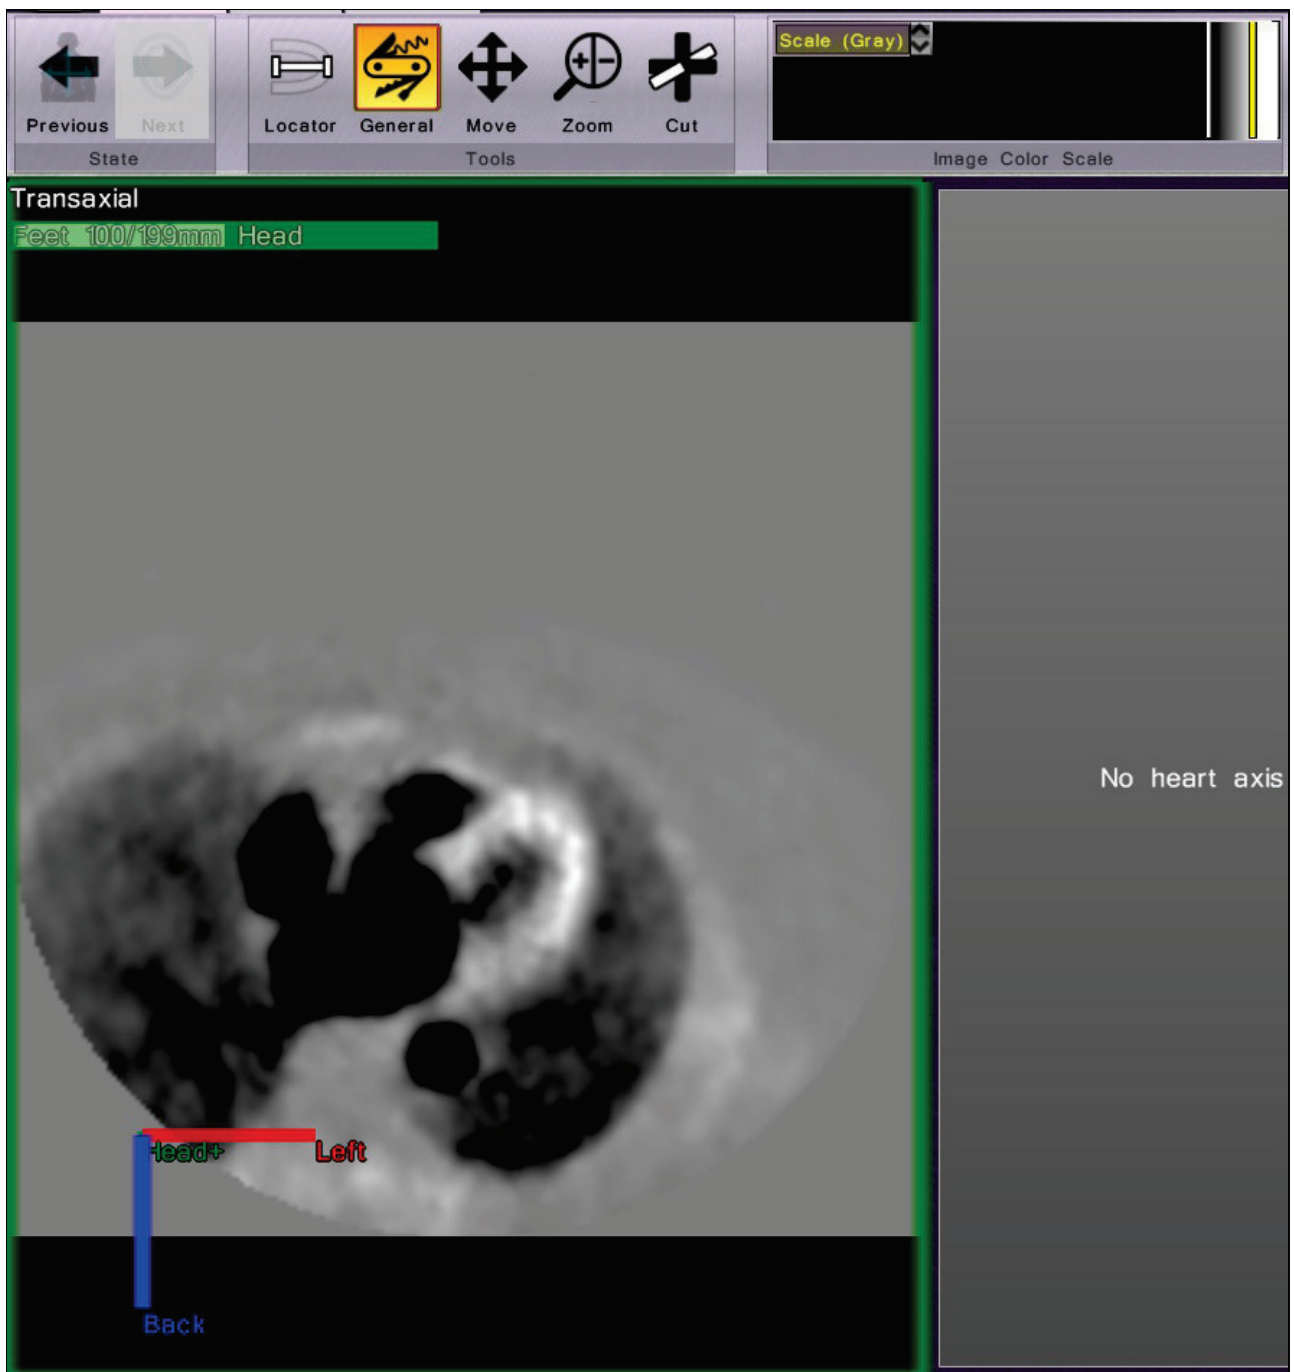 Scale (Gray)
Previous Next Locator General Move Zoom Cut
State Tools Image Color Scale
Transaxial
Feet 100/199mm Head
No heart axis
Head+ Left
Back